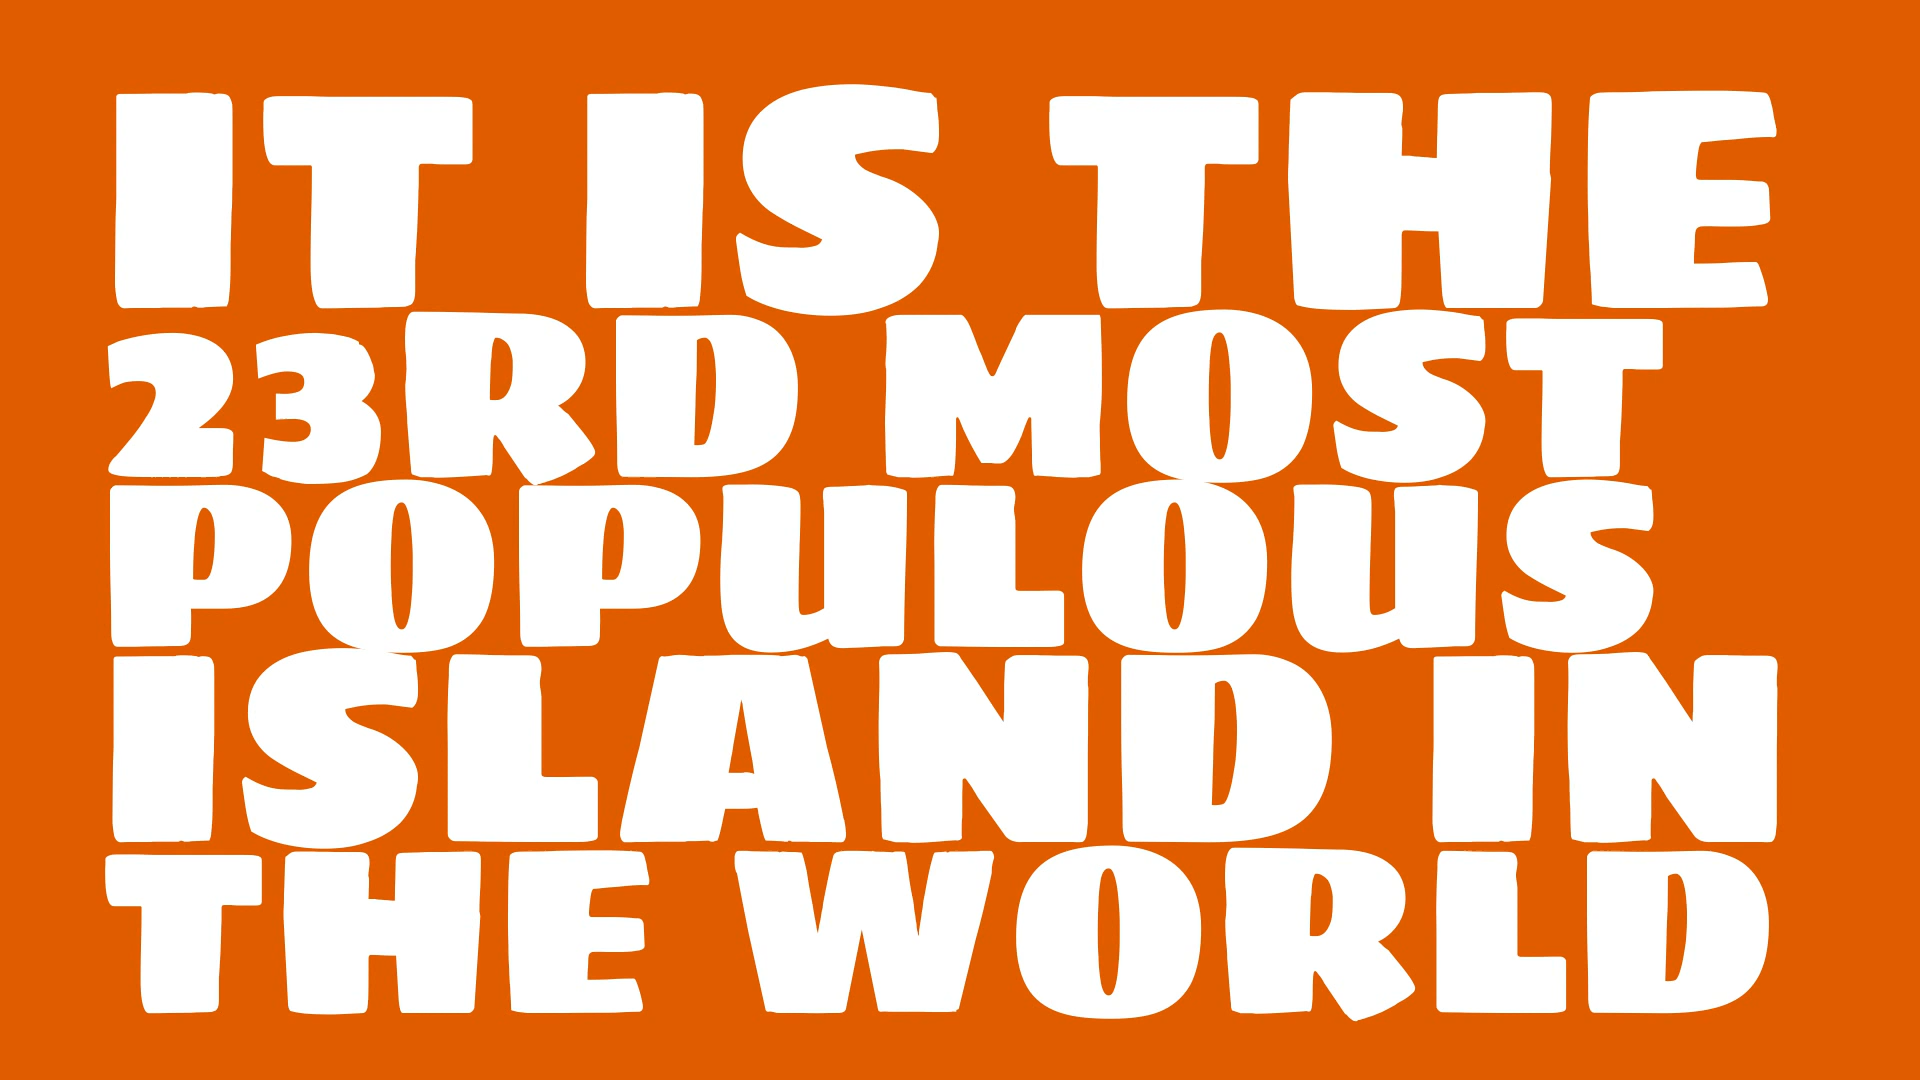 IT IS THE
23RD MOST
POPULOUS
ISLAND IN
THE WORLD